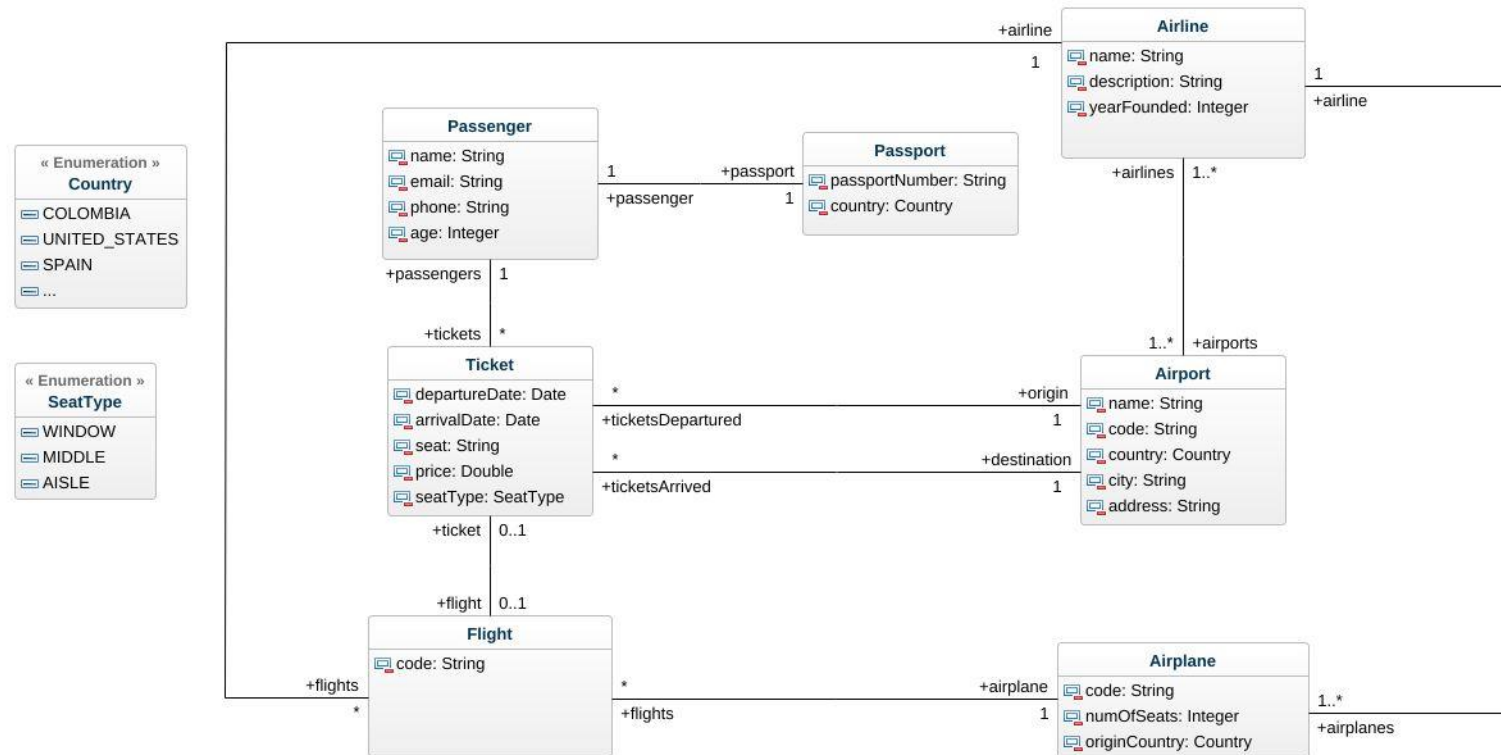 +airline
1
Airline
name: String
description: String
yearFounded: Integer
1
+airline
+airlines
1..*
Passenger
name: String
email: String
phone: String
age: Integer
1
+passenger
+passport
1
Passport
passportNumber: String
country: Country
« Enumeration »
Country
COLOMBIA
UNITED_STATES
SPAIN
...
+passengers
1
+tickets
*
« Enumeration »
SeatType
WINDOW
MIDDLE
AISLE
Ticket
departureDate: Date
arrivalDate: Date
seat: String
price: Double
seatType: SeatType
*
+ticketsDepartured
+origin
1
*
+ticketsArrived
+destination
1
1..*
+airports
Airport
name: String
code: String
country: Country
city: String
address: String
+ticket
0..1
+flight
0..1
Flight
code: String
+flights
*
*
+flights
+airplane
1
Airplane
code: String
numOfSeats: Integer
originCountry: Country
1..*
+airplanes